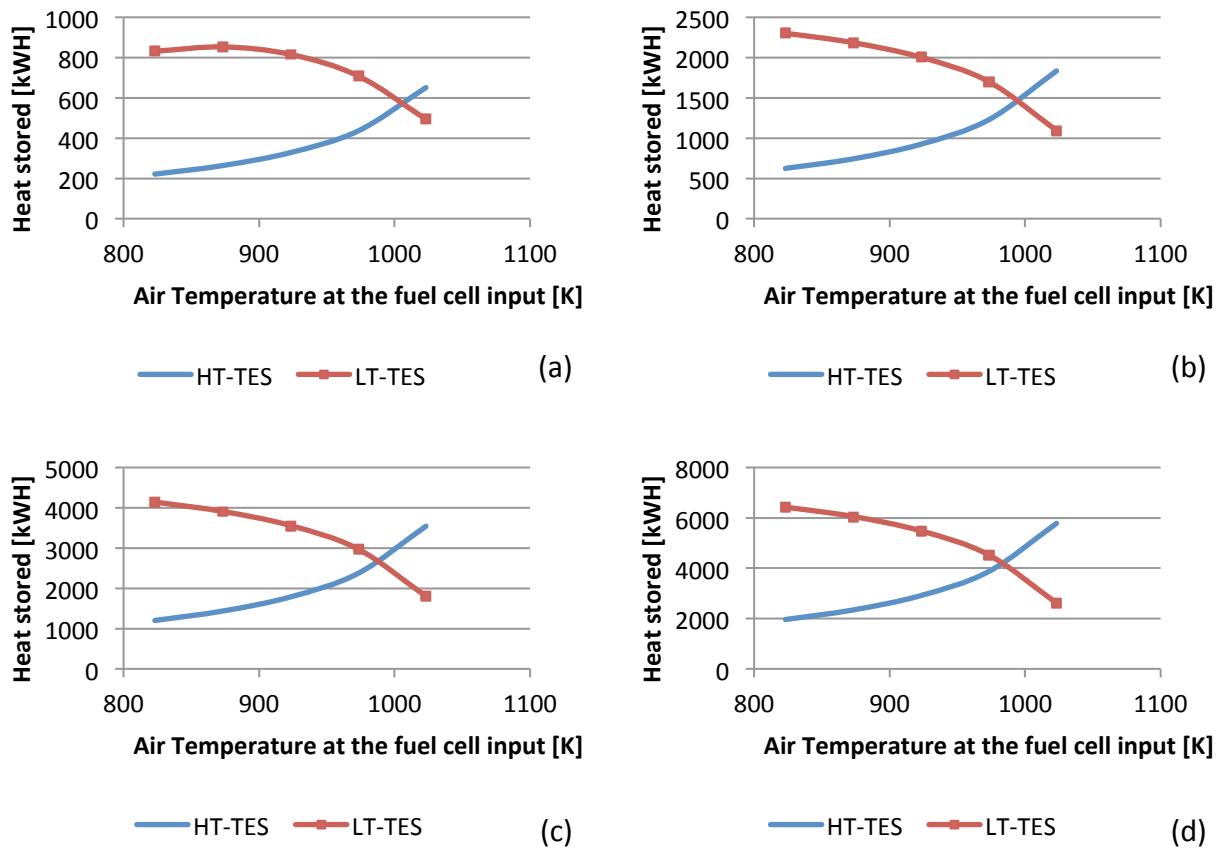 Heat stored [kWH]
1000
800
600
400
200
0
800 900 1000 1100
Air Temperature at the fuel cell input [K]
HT-TES LT-TES
(a)
Heat stored [kWH]
2500
2000
1500
1000
500
0
800 900 1000 1100
Air Temperature at the fuel cell input [K]
HT-TES LT-TES
(b)
Heat stored [kWH]
5000
4000
3000
2000
1000
0
800 900 1000 1100
Air Temperature at the fuel cell input [K]
HT-TES LT-TES
(c)
Heat stored [kWH]
8000
6000
4000
2000
0
800 900 1000 1100
Air Temperature at the fuel cell input [K]
HT-TES LT-TES
(d)